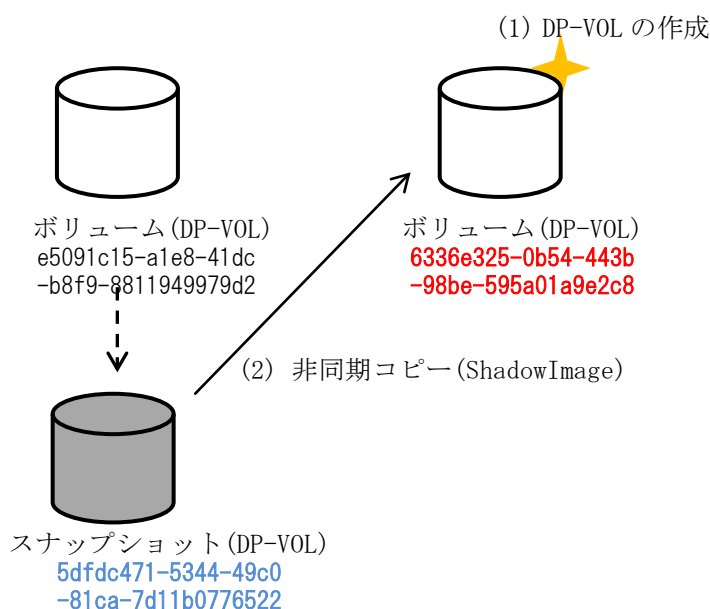 (1) DP-VOL の作成
ボリューム(DP-VOL)
e5091c15-a1e8-41dc
-b8f9-8811949979d2
ボリューム(DP-VOL)
6336e325-0b54-443b
-98be-595a01a9e2c8
(2) 非同期コピー(ShadowImage)
スナップショット(DP-VOL)
5dfdc471-5344-49c0
-81ca-7d11b0776522